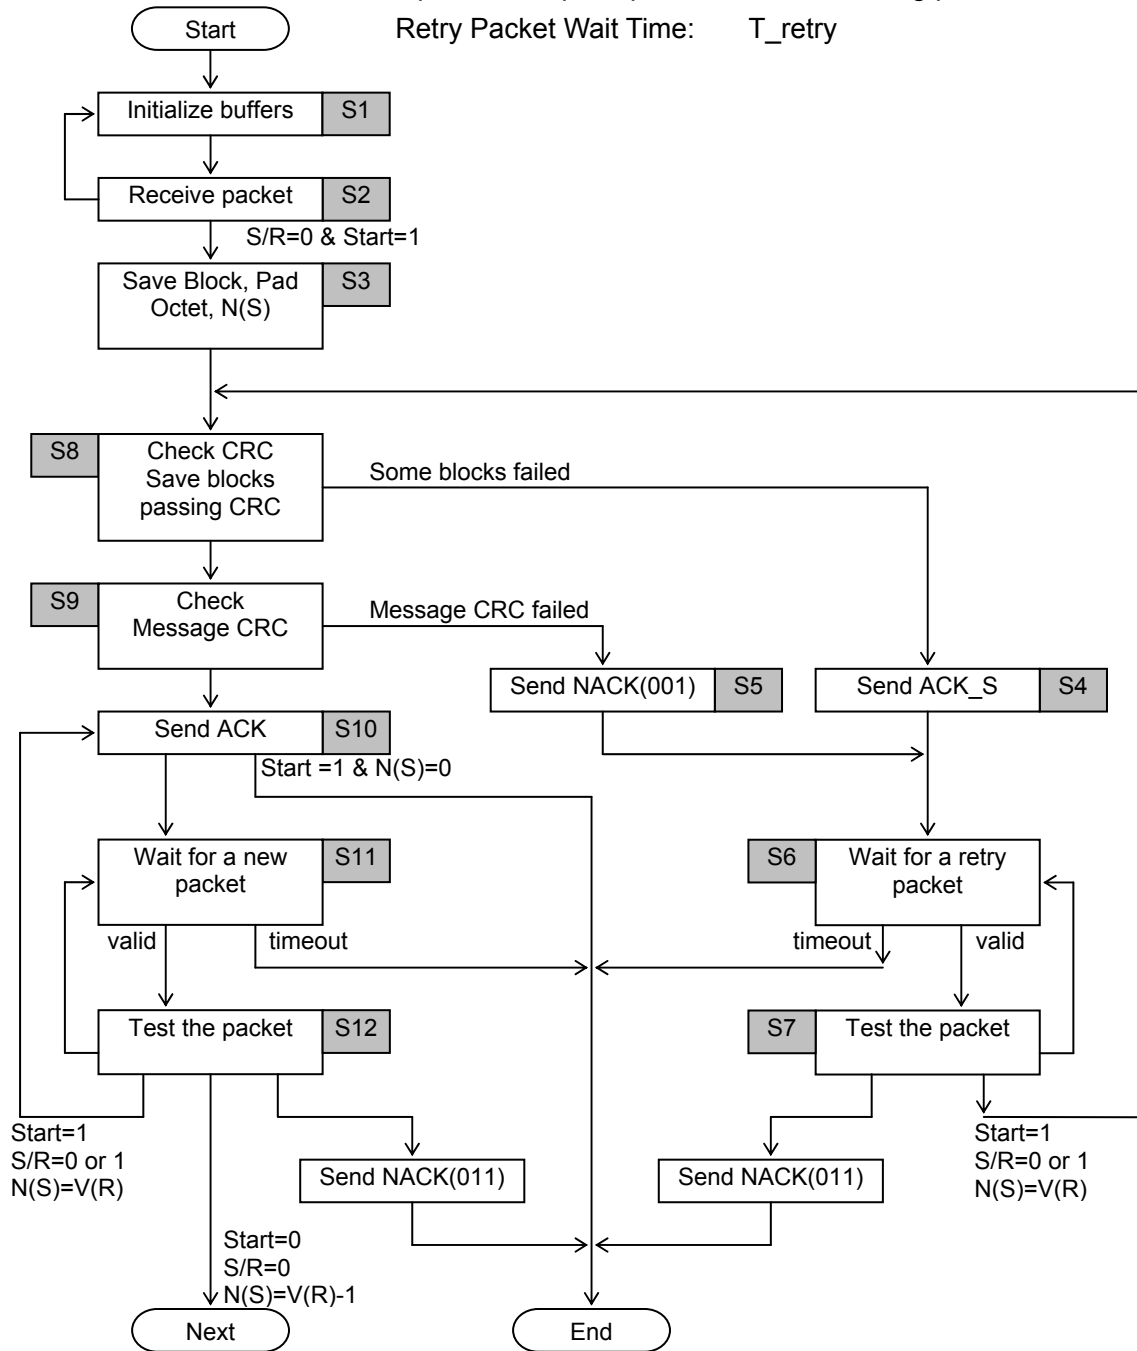 Retry Packet Wait Time: T_retry
Start
Initialize buffers S1
Receive packet S2
S/R=0 & Start=1
Save Block, Pad S3
Octet, N(S)
S8 Check CRC
Save blocks
passing CRC
Some blocks failed
S9 Check
Message CRC
Message CRC failed
Send NACK(001) S5
Send ACK_S S4
Send ACK S10
Start =1 & N(S)=0
Wait for a new S11
packet
S6 Wait for a retry
packet
valid timeout
timeout valid
Test the packet S12
S7 Test the packet
Start=1
S/R=0 or 1
N(S)=V(R)
Send NACK(011)
Send NACK(011)
Start=1
S/R=0 or 1
N(S)=V(R)
Start=0
S/R=0
N(S)=V(R)-1
Next
End